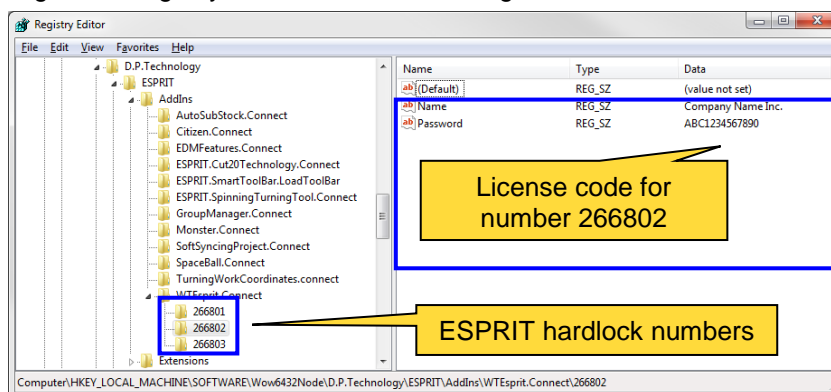 Registry Editor
File Edit View Favorites Help
D.P.Technology
ESPRIT
AddIns
AutoSubStock.Connect
Citizen.Connect
EDMFeatures.Connect
ESPRIT.Cut20Technology.Connect
ESPRIT.SmartToolBar.LoadToolBar
ESPRIT.SpinningTurningTool.Connect
GroupManager.Connect
Monster.Connect
SoftSyncingProject.Connect
SpaceBall.Connect
TurningWorkCoordinates.connect
WTEsprit.Connect
266801
266802
266803
Extensions
Name Type Data
(Default) REG_SZ (value not set)
Name REG_SZ Company Name Inc.
Password REG_SZ ABC1234567890
License code for
number 266802
ESPRIT hardlock numbers
Computer\HKEY_LOCAL_MACHINE\SOFTWARE\Wow6432Node\D.P.Technology\ESPRIT\AddIns\WTEsprit.Connect\266802